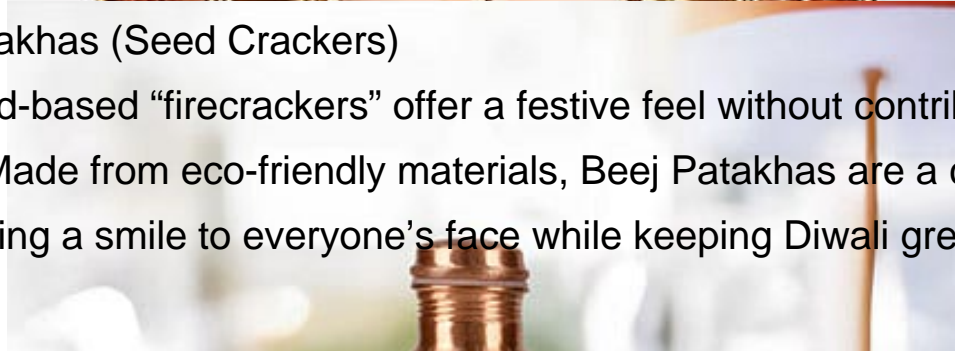 akhas (Seed Crackers)
d-based “firecrackers” offer a festive feel without contri
Made from eco-friendly materials, Beej Patakhas are a
ing a smile to everyone’s face while keeping Diwali gre